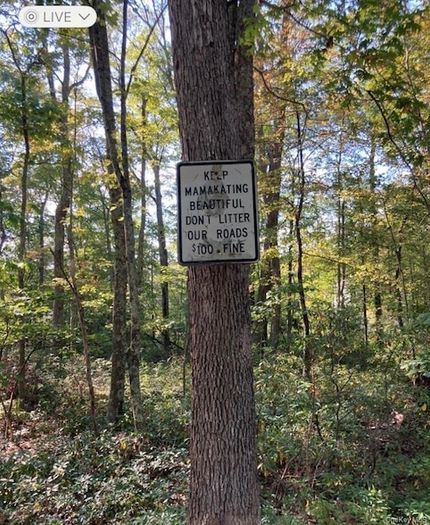 LIVE
KEEP
MAMAKATING
BEAUTIFUL
DON'T LITTER
OUR ROADS
$100 FINE